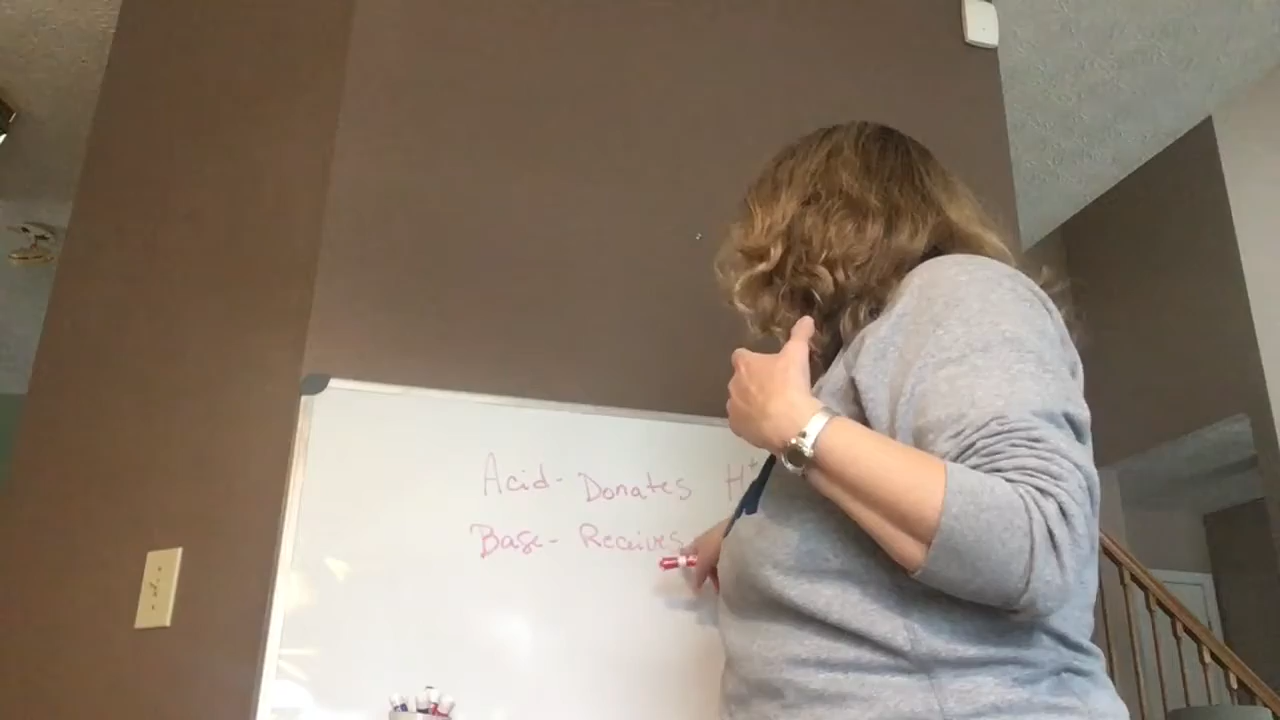 Acid- Donates H+
Base- Receives